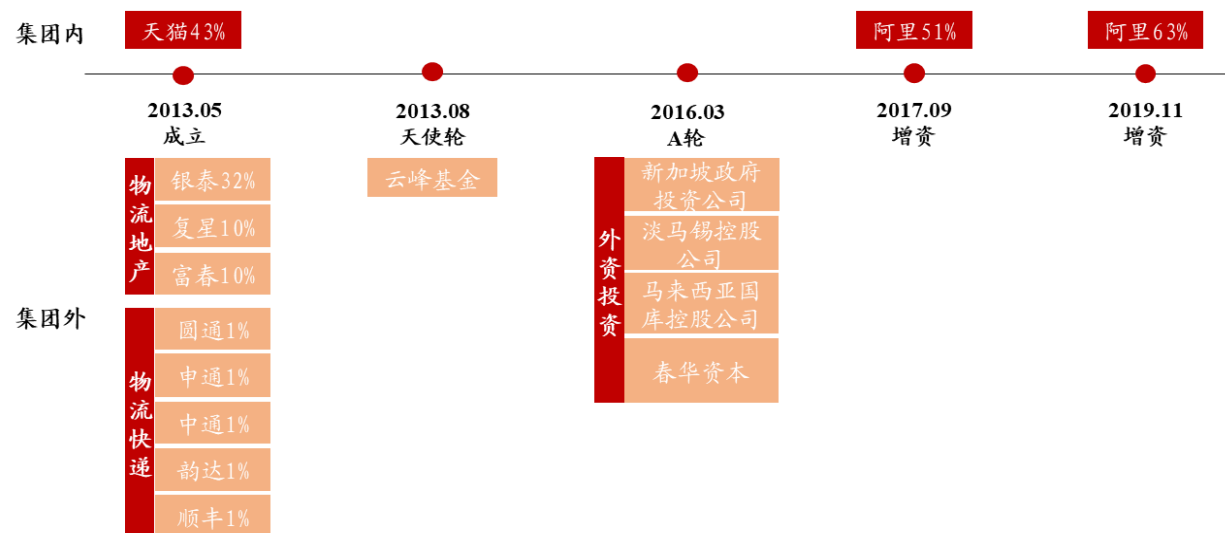 集团内
天猫43%
阿里51%
阿里63%
2013.05
成立
2013.08
天使轮
2016.03
A轮
2017.09
增资
2019.11
增资
物流地产
银泰32%
复星10%
富春10%
云峰基金
外资投资
新加坡政府
投资公司
淡马锡控股
公司
马来西亚国
库控股公司
春华资本
集团外
物流快递
圆通1%
申通1%
中通1%
韵达1%
顺丰1%